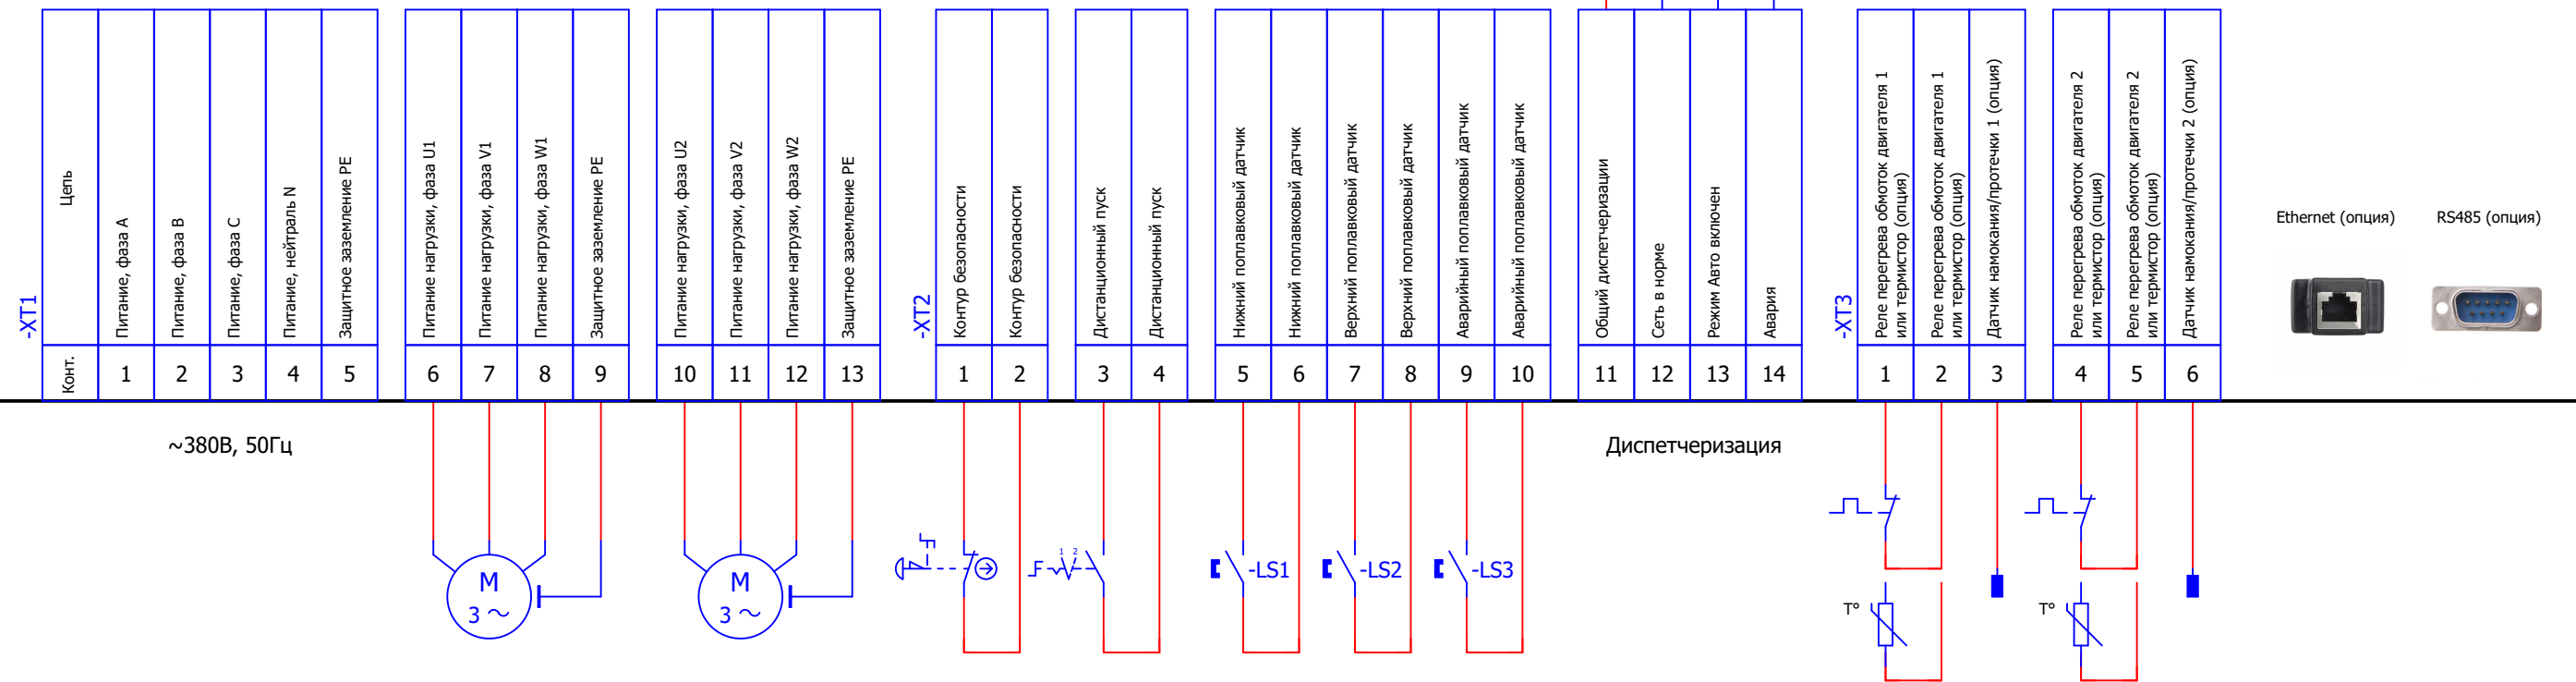 -XT1
Цепь
Питание, фаза A
Питание, фаза B
Питание, фаза C
Питание, нейтраль N
Защитное заземление PE
Питание нагрузки, фаза U1
Питание нагрузки, фаза V1
Питание нагрузки, фаза W1
Защитное заземление PE
Питание нагрузки, фаза U2
Питание нагрузки, фаза V2
Питание нагрузки, фаза W2
Защитное заземление PE
-XT2
Контур безопасности
Контур безопасности
Дистанционный пуск
Дистанционный пуск
Нижний поплавковый датчик
Нижний поплавковый датчик
Верхний поплавковый датчик
Верхний поплавковый датчик
Аварийный поплавковый датчик
Аварийный поплавковый датчик
Общий диспетчеризации
Сеть в норме
Режим Авто включен
Авария
-XT3
Реле перегрева обмоток двигателя 1
или термистор (опция)
Реле перегрева обмоток двигателя 1
или термистор (опция)
Датчик намокания/протечки 1 (опция)
Реле перегрева обмоток двигателя 2
или термистор (опция)
Реле перегрева обмоток двигателя 2
или термистор (опция)
Датчик намокания/протечки 2 (опция)
Ethernet (опция)
RS485 (опция)
Конт.
1 2 3 4 5 6 7 8 9 10 11 12 13
1 2 3 4 5 6 7 8 9 10 11 12 13 14
1 2 3 4 5 6
~380В, 50Гц
Диспетчеризация
M
3 ~
M
3 ~
1 2
-LS1
-LS2
-LS3
T°
T°